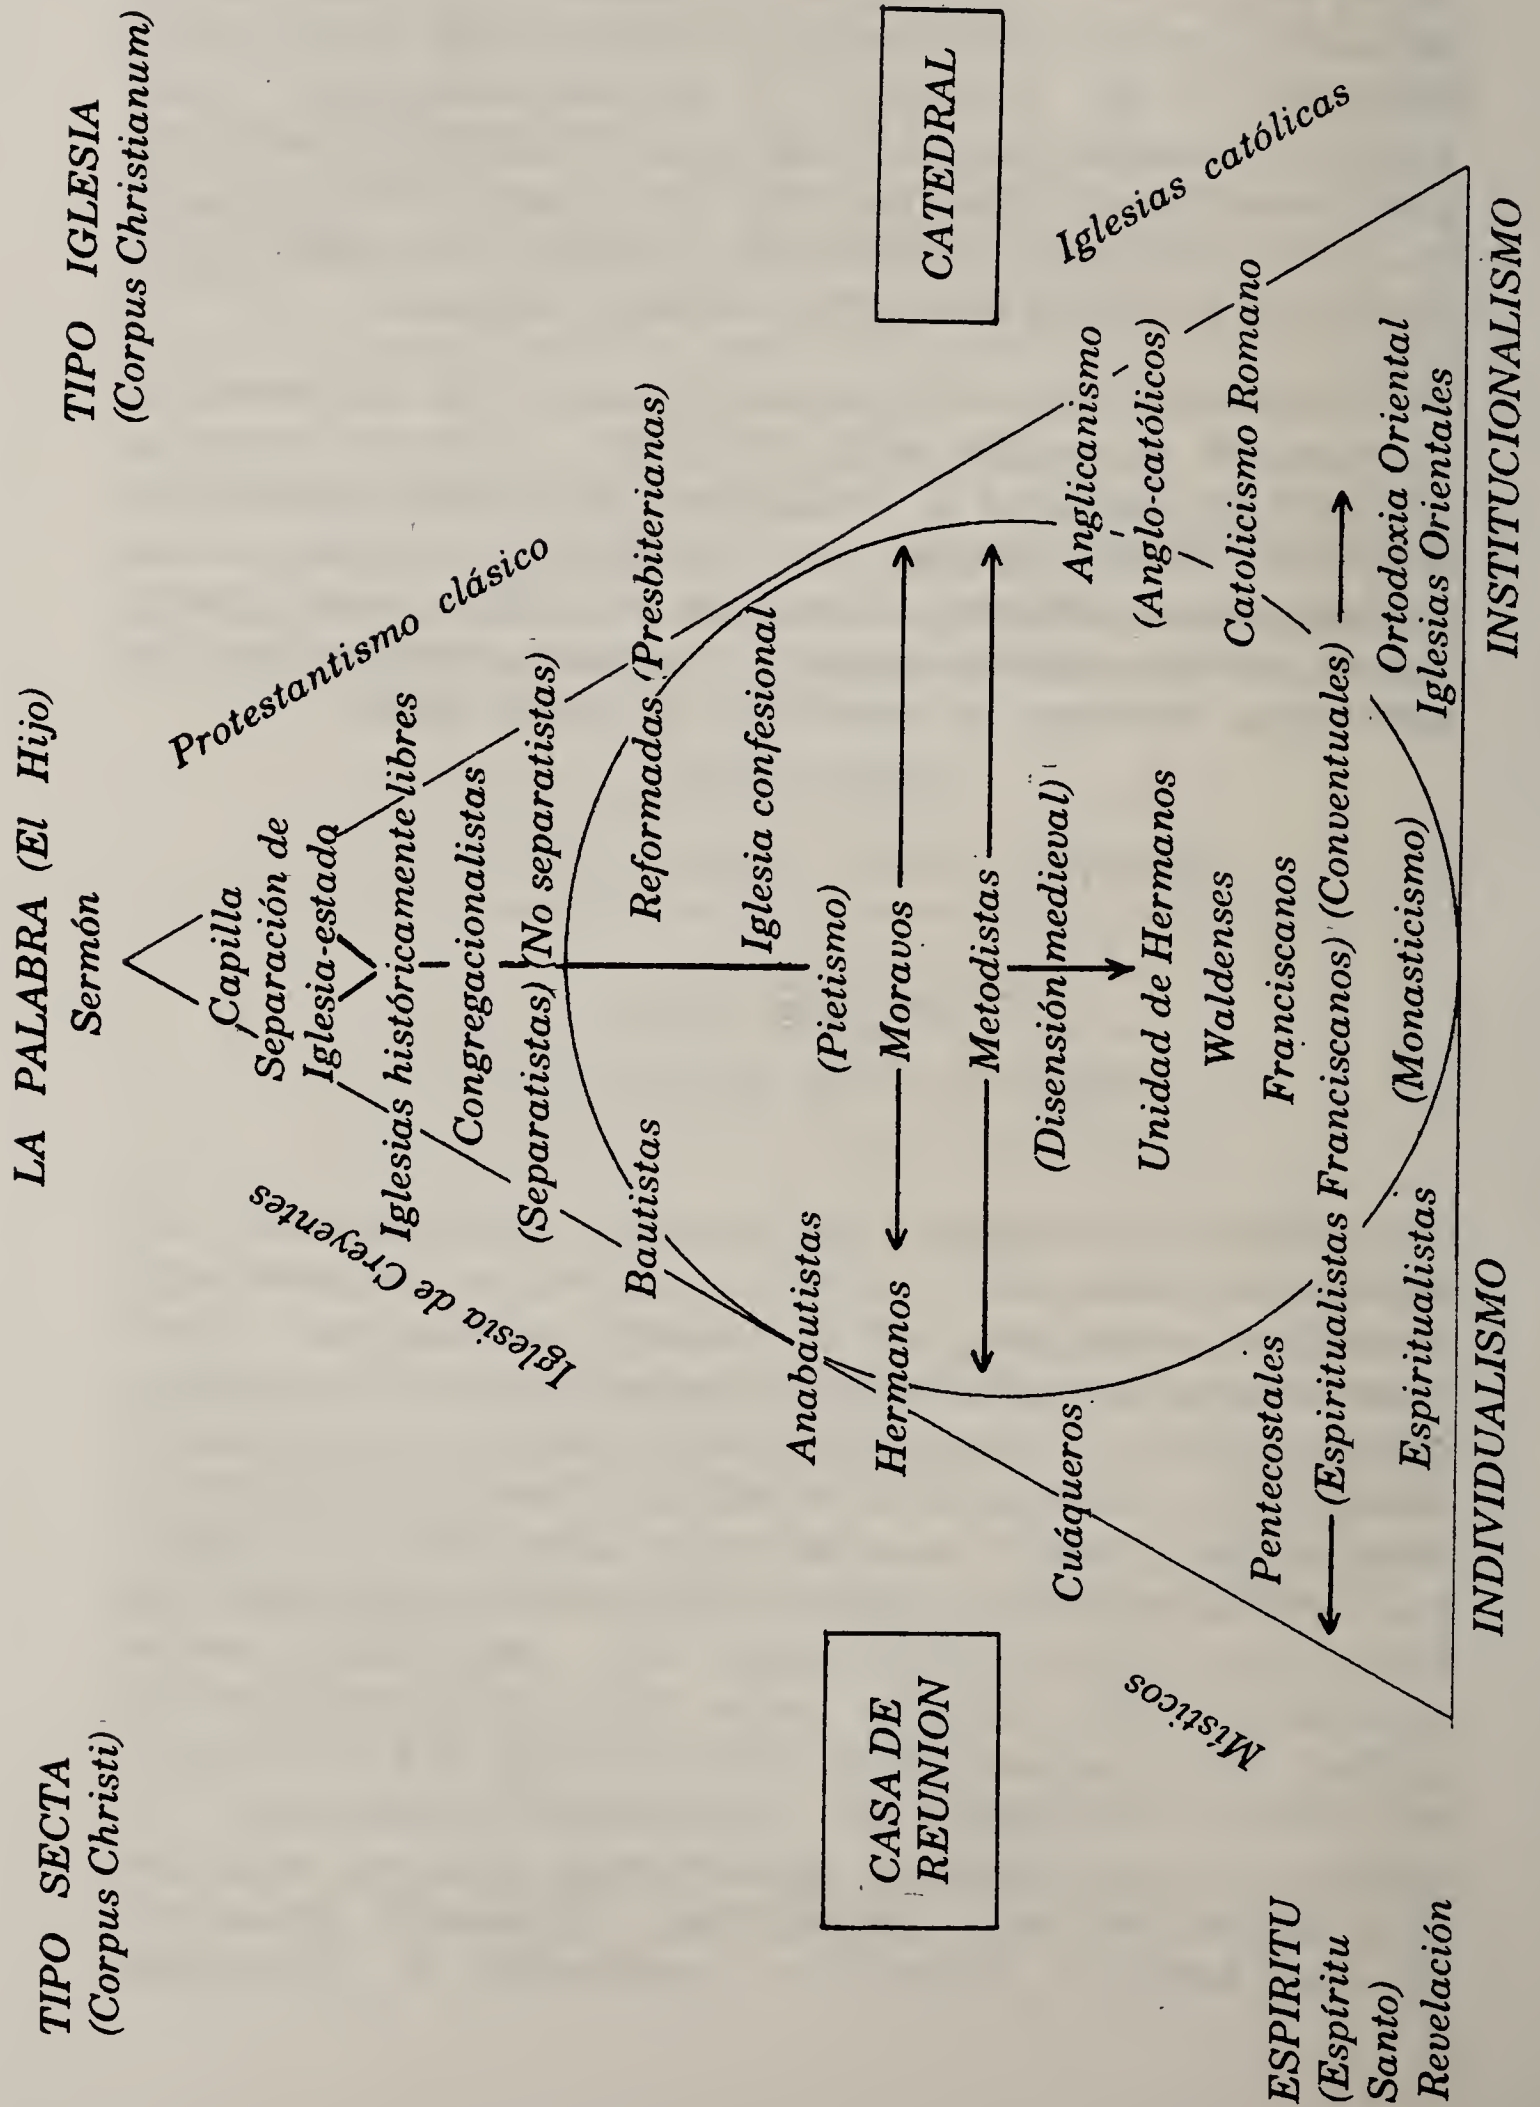 LA PALABRA (El Hijo)
Sermón
TIPO SECTA
(Corpus Christi)
TIPO IGLESIA
(Corpus Christianum)
Capilla
Separación de
Iglesia-estado
Protestantismo clásico
Iglesia de Creyentes
Iglesias históricamente libres
Congregacionalistas
(Separatistas) (No separatistas)
Bautistas
Reformadas (Presbiterianas)
Iglesia confesional
Anabautistas
(Pietismo)
Hermanos
Moravos
CASA DE
REUNION
CATEDRAL
Metodistas
(Disensión medieval)
Cuáqueros
Anglicanismo
(Anglo-católicos)
Iglesias católicas
Unidad de Hermanos
Waldenses
Místicos
Catolicismo Romano
Pentecostales
Franciscanos
(Espiritualistas Franciscanos) (Conventuales)
Espiritualistas
(Monasticismo)
Ortodoxia Oriental
Iglesias Orientales
ESPIRITU
(Espíritu
Santo)
Revelación
INDIVIDUALISMO
INSTITUCIONALISMO